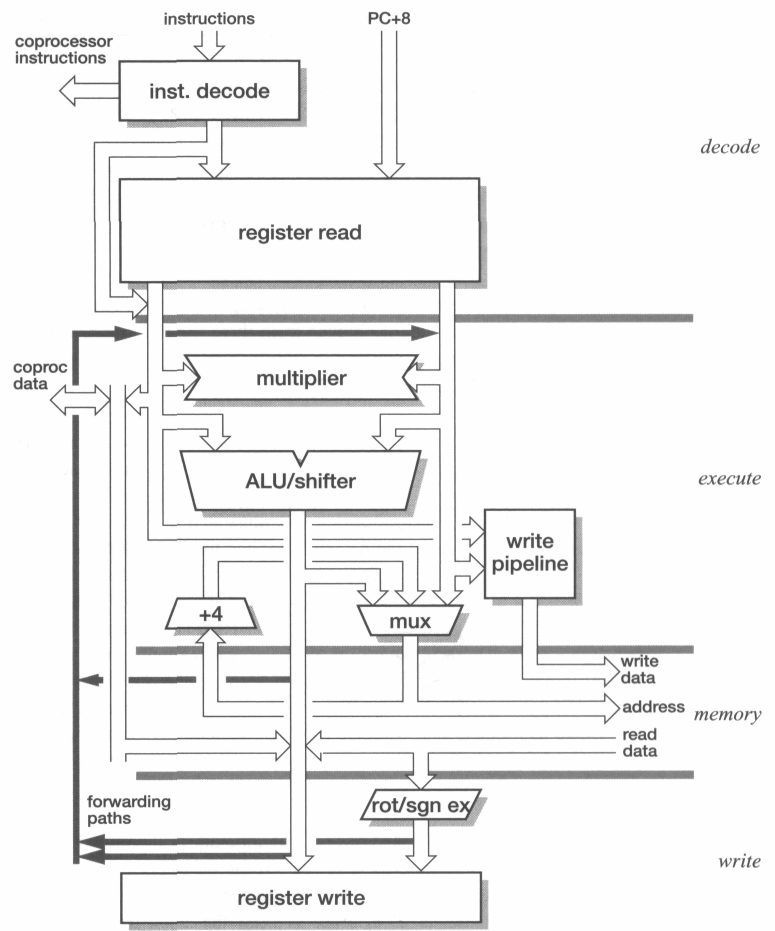 instructions
PC+8
coprocessor
instructions
inst. decode
decode
register read
coproc
data
multiplier
ALU/shifter
execute
write
pipeline
+4
mux
write
data
address
memory
read
data
forwarding
paths
rot/sgn ex
write
register write